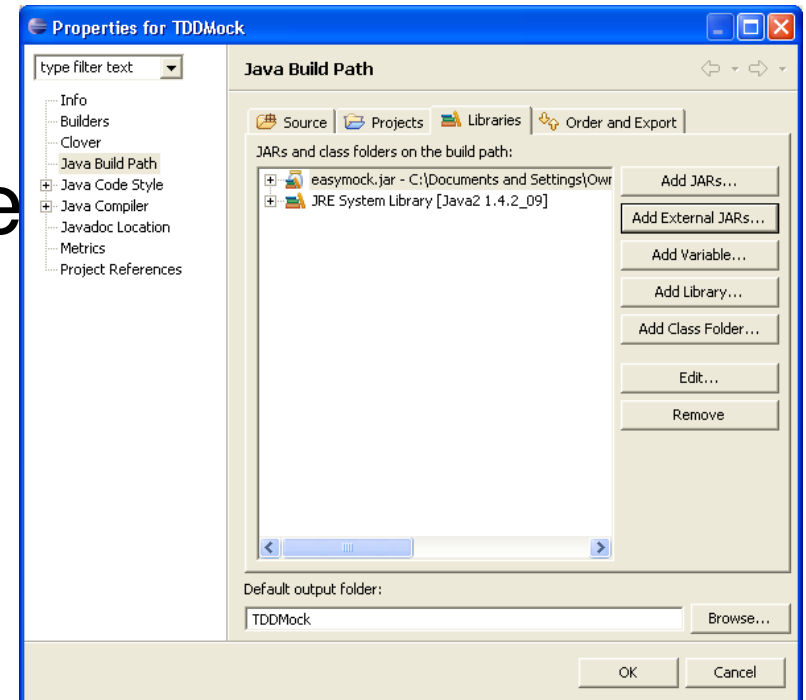 Properties for TDDMock
type filter text
Info
Builders
Clover
Java Build Path
Java Code Style
Java Compiler
Javadoc Location
Metrics
Project References
e
Java Build Path
Source
Projects
Libraries
Order and Export
JARs and class folders on the build path:
easymock.jar - C:\Documents and Settings\Owr
JRE System Library [Java2 1.4.2_09]
Add JARs...
Add External JARs...
Add Variable...
Add Library...
Add Class Folder...
Edit...
Remove
Default output folder:
TDDMock
Browse...
OK
Cancel